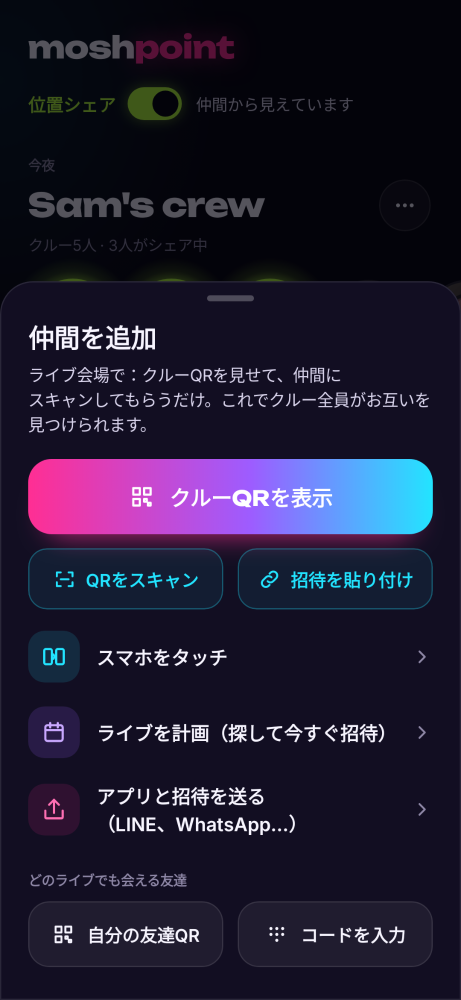 moshpoint
位置シェア 仲間から見えています
今夜
Sam's crew
クルー5人 · 3人がシェア中
仲間を追加
ライブ会場で：クルーQRを見せて、仲間に
スキャンしてもらうだけ。これでクルー全員がお互いを
見つけられます。
クルーQRを表示
QRをスキャン 招待を貼り付け
スマホをタッチ
ライブを計画（探して今すぐ招待）
アプリと招待を送る
（LINE、WhatsApp…）
どのライブでも会える友達
自分の友達QR コードを入力